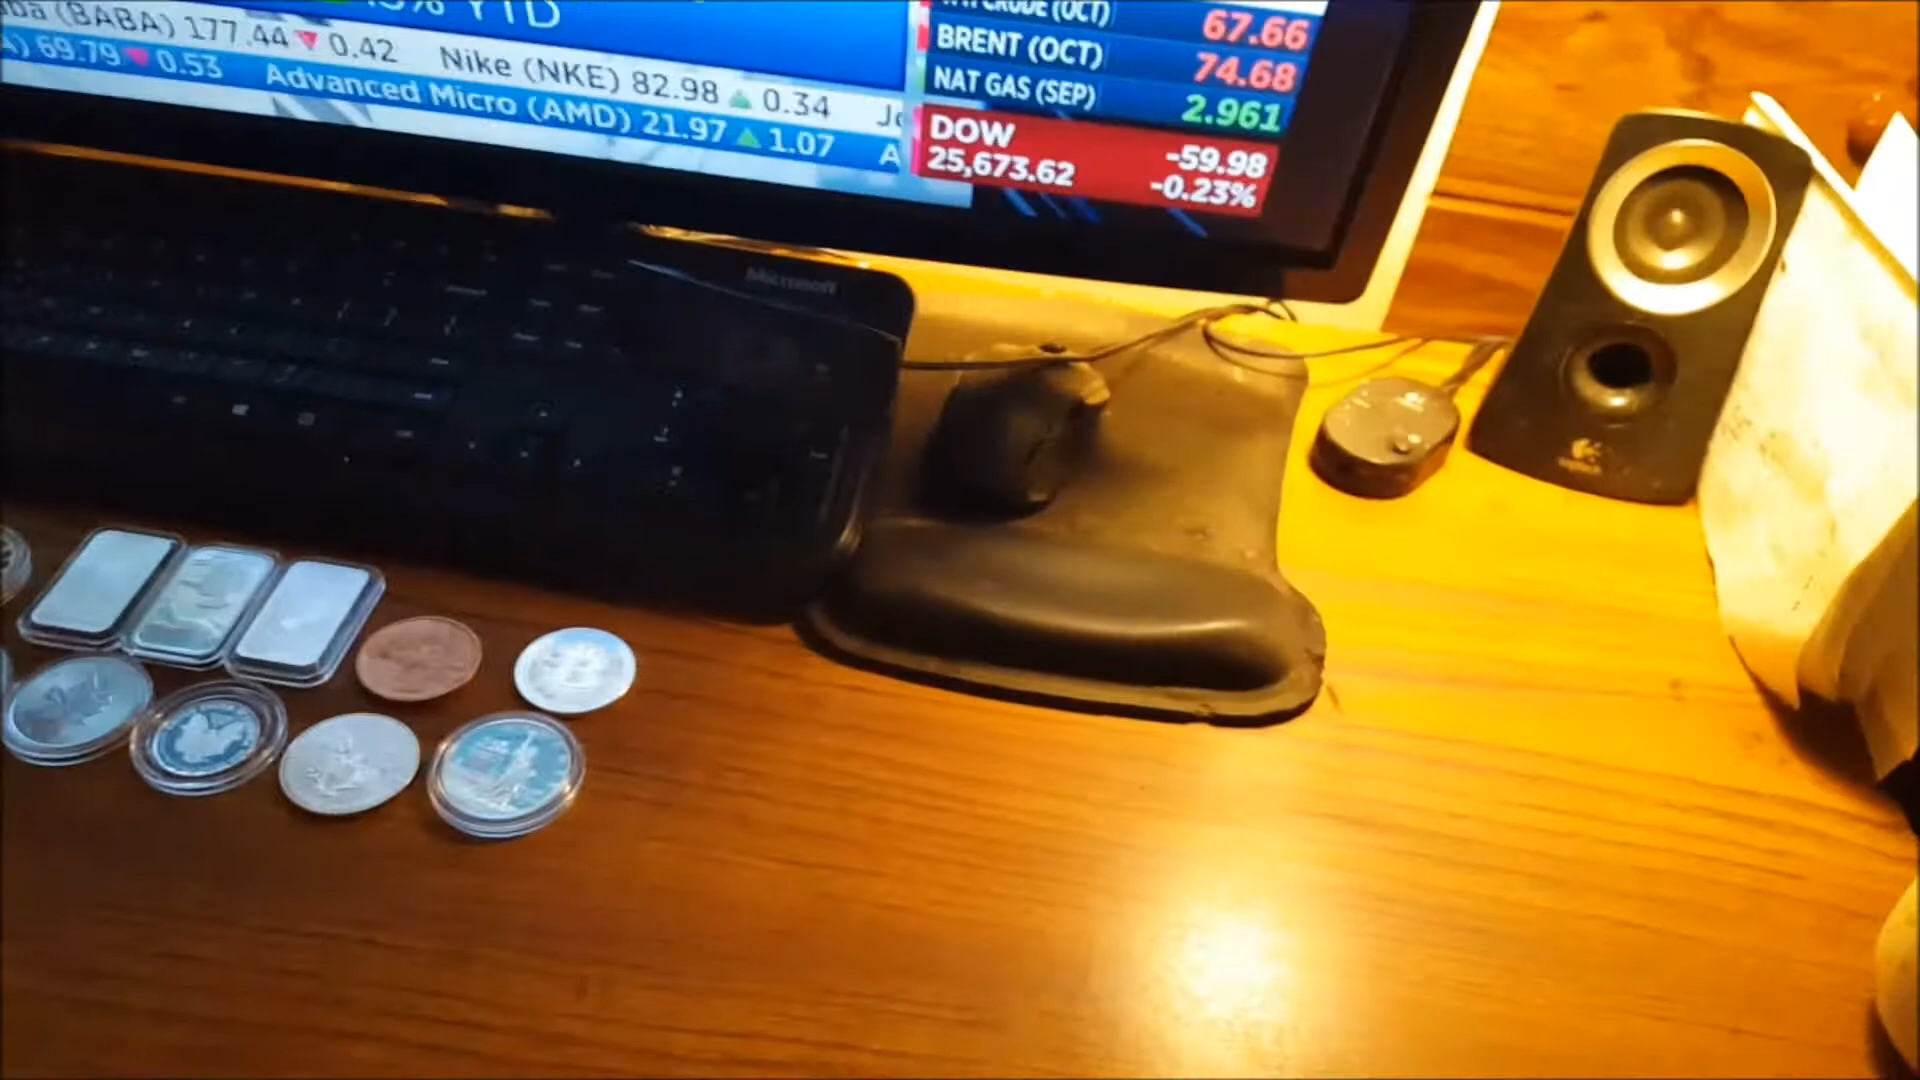 YTD
(BABA) 177.44 ▼ 0.42 Nike (NKE) 82.98 ▲ 0.34
69.79 ▼ 0.53 Advanced Micro (AMD) 21.97 ▲ 1.07 A
CRUDE (OCT) 67.66
BRENT (OCT) 74.68
NAT GAS (SEP) 2.961
DOW -59.98
25,673.62 -0.23%
Microsoft